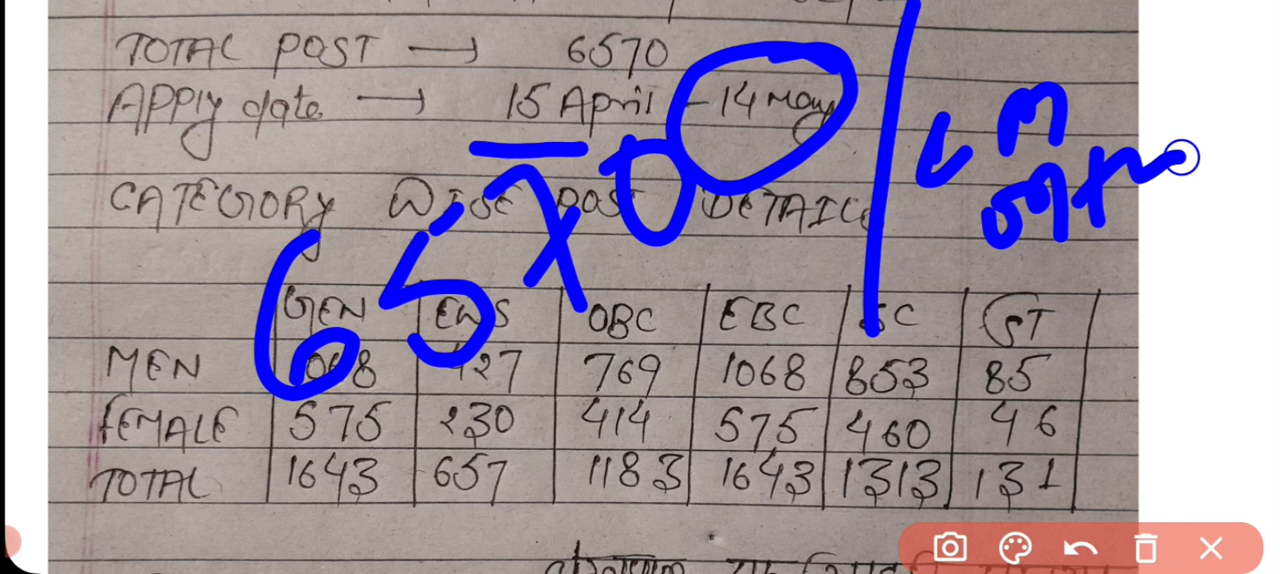 TOTAL POST → 6570
APPly date → 15 April - 14 May
CATEGORY WISE POST DETAILS
6570
GEN EWS OBC EBC SC ST
MEN 1068 427 769 1068 853 85
FEMALE 575 230 414 575 460 46
TOTAL 1643 657 1183 1643 1313 131